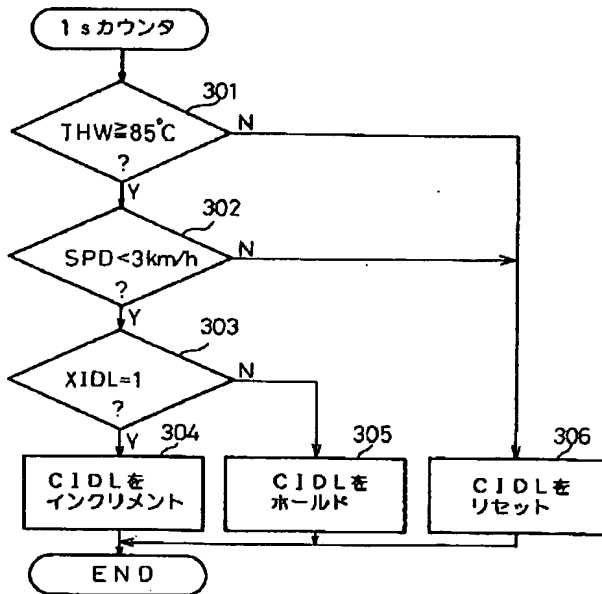 1sカウンタ
301
THW≧85°C
?
N
Y
302
SPD<3km/h
?
N
Y
303
XIDL=1
?
N
Y
304
CIDLを
インクリメント
305
CIDLを
ホールド
306
CIDLを
リセット
END